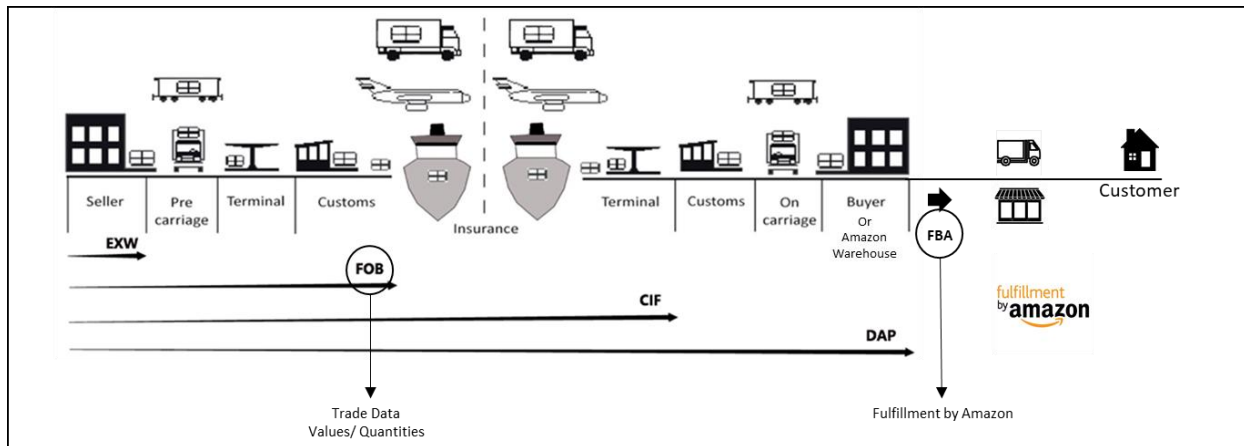 Seller
Pre
carriage
Terminal
Customs
Insurance
Terminal
Customs
On
carriage
Buyer
Or
Amazon
Warehouse
FBA
Customer
EXW
FOB
CIF
DAP
fulfillment
by amazon
Trade Data
Values/ Quantities
Fulfillment by Amazon